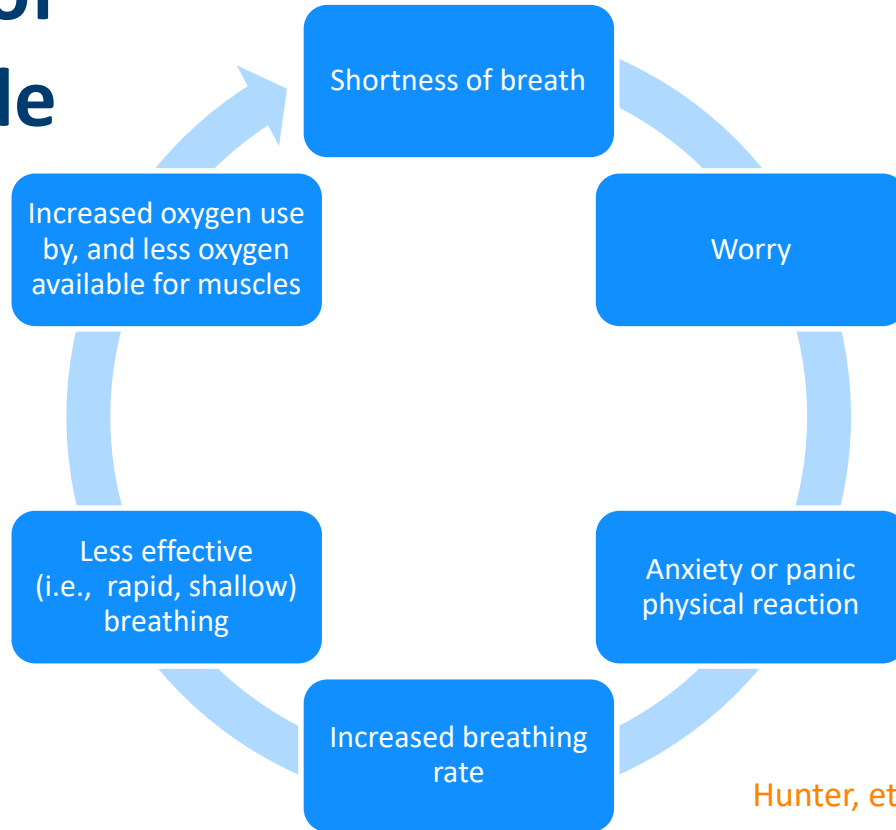 Shortness of breath
Worry
Anxiety or panic
physical reaction
Increased breathing
rate
Less effective
(i.e., rapid, shallow)
breathing
Increased oxygen use
by, and less oxygen
available for muscles
Hunter, et